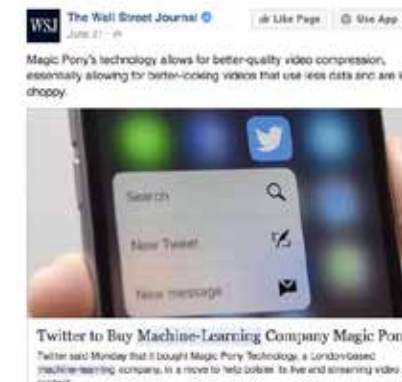 WSJ
The Wall Street Journal
Like Page
Use App
June 21
Magic Pony's technology allows for better-quality video compression,
essentially allowing for better-looking videos that use less data and are
choppy.
Search
New Tweet
New message
Twitter to Buy Machine-Learning Company Magic Pon
Twitter said Monday that it bought Magic Pony Technology, a London-based
machine-learning company, in a move to help bolster its live and streaming video
content.